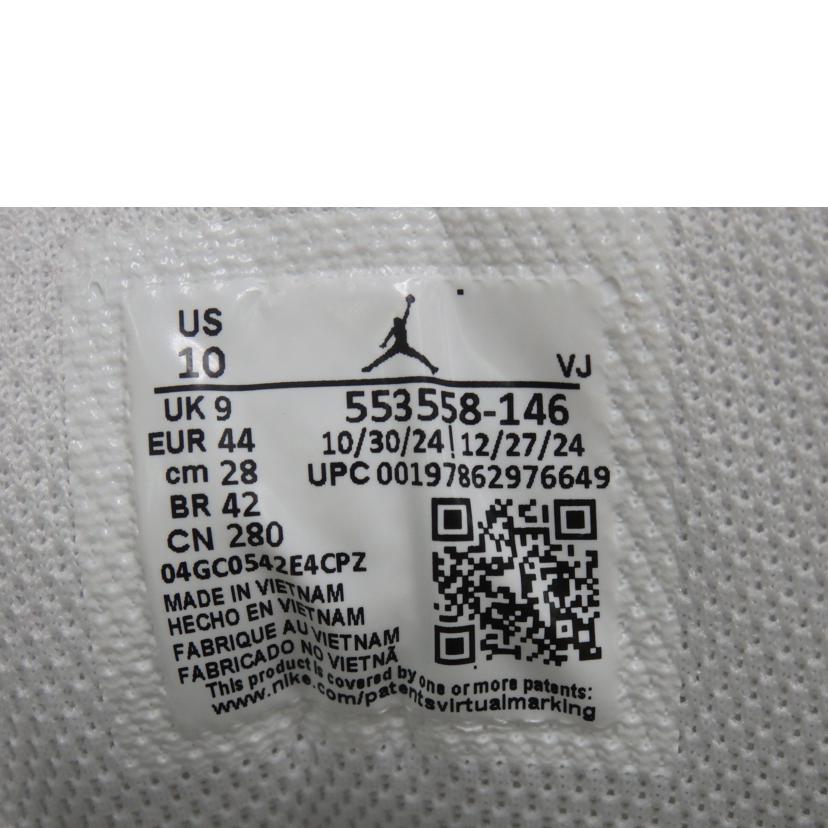 US
10
VJ
UK 9
553558-146
EUR 44
10/30/24 | 12/27/24
cm 28
UPC 00197862976649
BR 42
CN 280
04GC0542E4CPZ
MADE IN VIETNAM
HECHO EN VIETNAM
FABRIQUE AU VIETNAM
FABRICADO NO VIETNÃ
This product is covered by one or more patents:
www.nike.com/patentsvirtualmarking